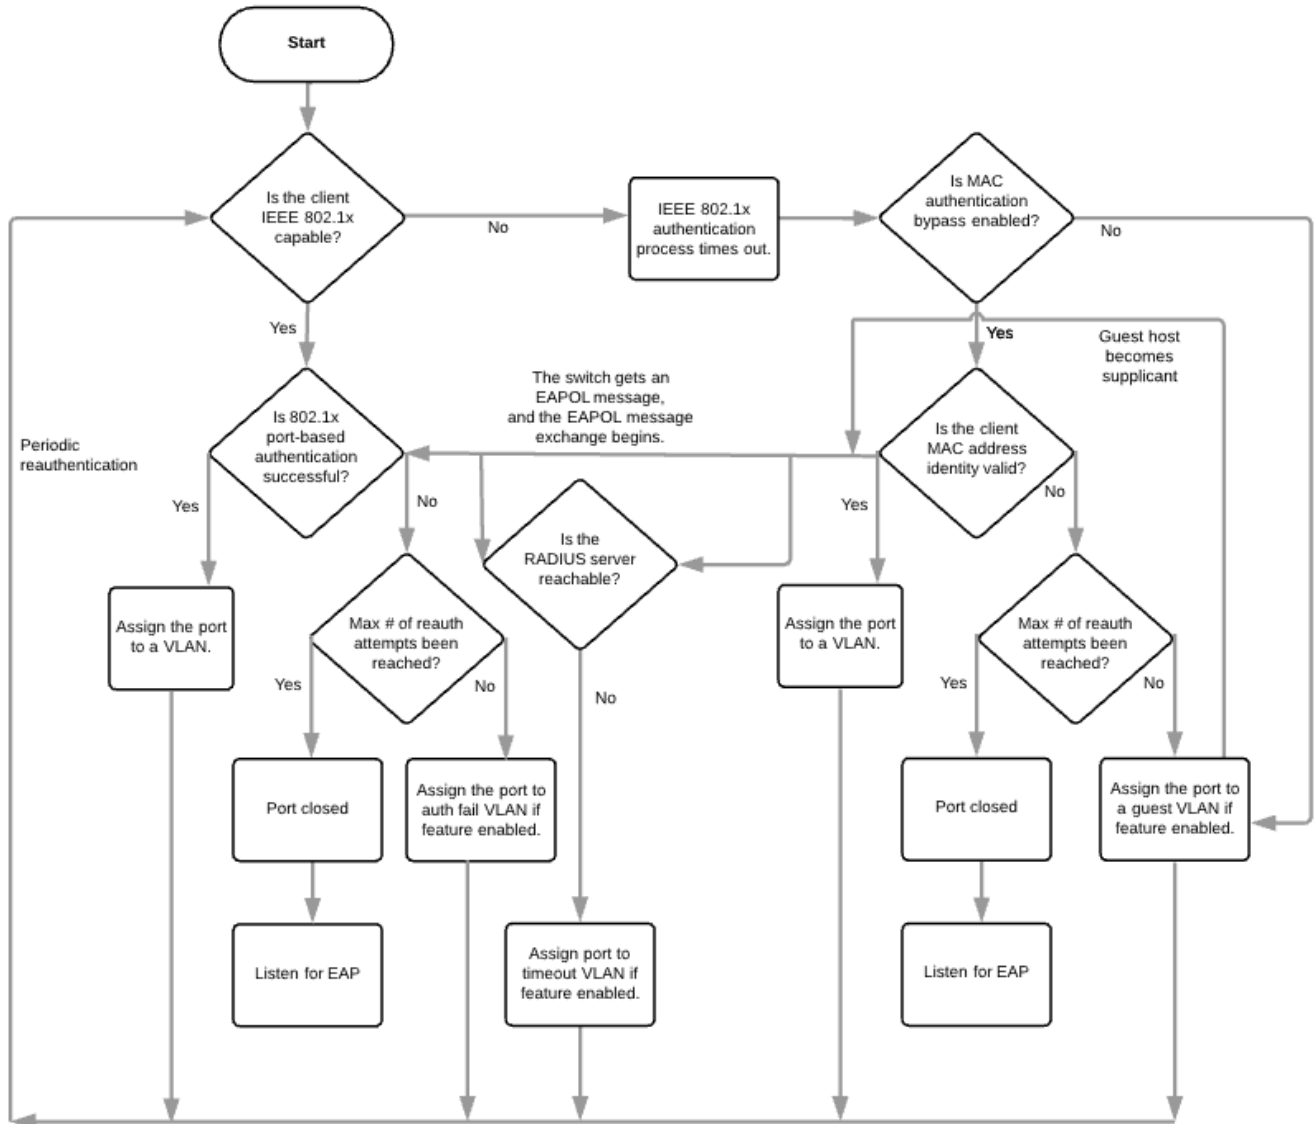 Start
Is the client
IEEE 802.1x
capable?
No
IEEE 802.1x
authentication
process times out.
Is MAC
authentication
bypass enabled?
No
Yes
Yes
Guest host
becomes
supplicant
The switch gets an
EAPOL message,
and the EAPOL message
exchange begins.
Periodic
reauthentication
Is 802.1x
port-based
authentication
successful?
Is the client
MAC address
identity valid?
Yes
No
Yes
No
Is the
RADIUS server
reachable?
Assign the port
to a VLAN.
Max # of reauth
attempts been
reached?
Assign the port
to a VLAN.
Max # of reauth
attempts been
reached?
Yes
No
No
Yes
No
Port closed
Assign the port to
auth fail VLAN if
feature enabled.
Port closed
Assign the port to
a guest VLAN if
feature enabled.
Listen for EAP
Assign port to
timeout VLAN if
feature enabled.
Listen for EAP